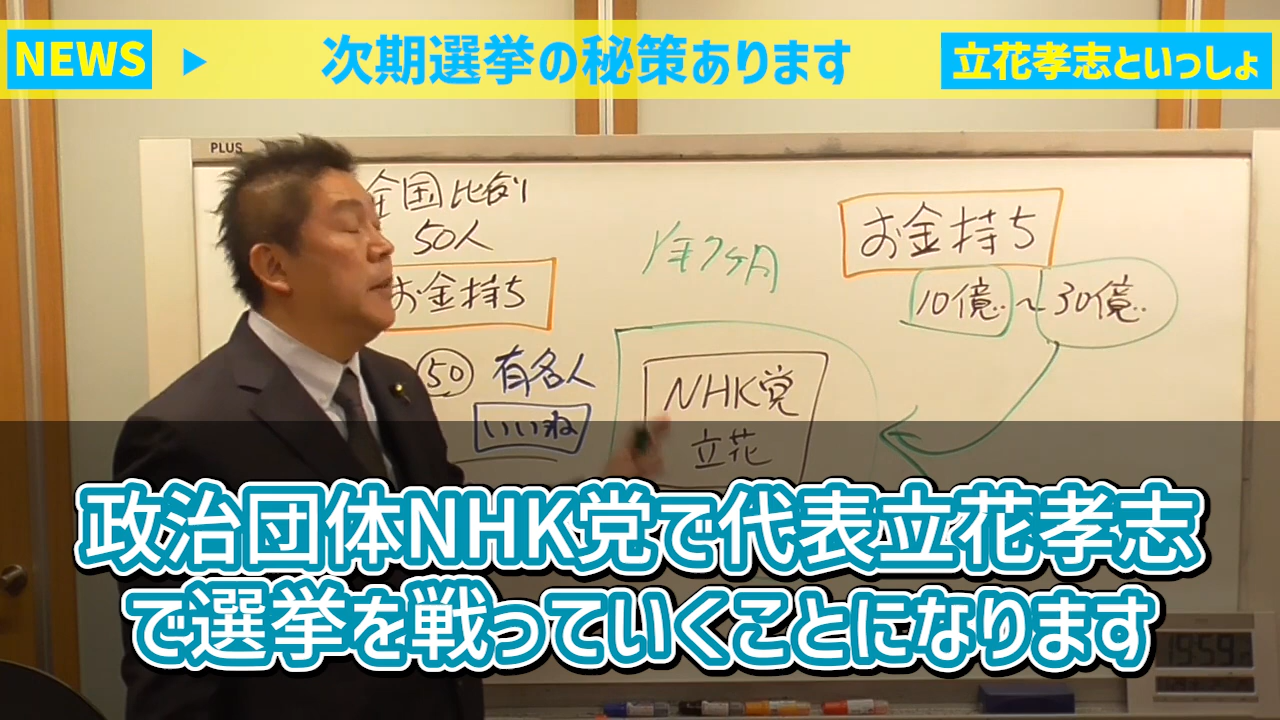 NEWS
次期選挙の秘策あります
立花孝志といっしょ
PLUS
全国比例
50人
お金持ち
50
有名人
いいね
1年7ヶ月
お金持ち
10億‥～30億‥
NHK党
立花
政治団体NHK党で代表立花孝志
で選挙を戦っていくことになります
19:59